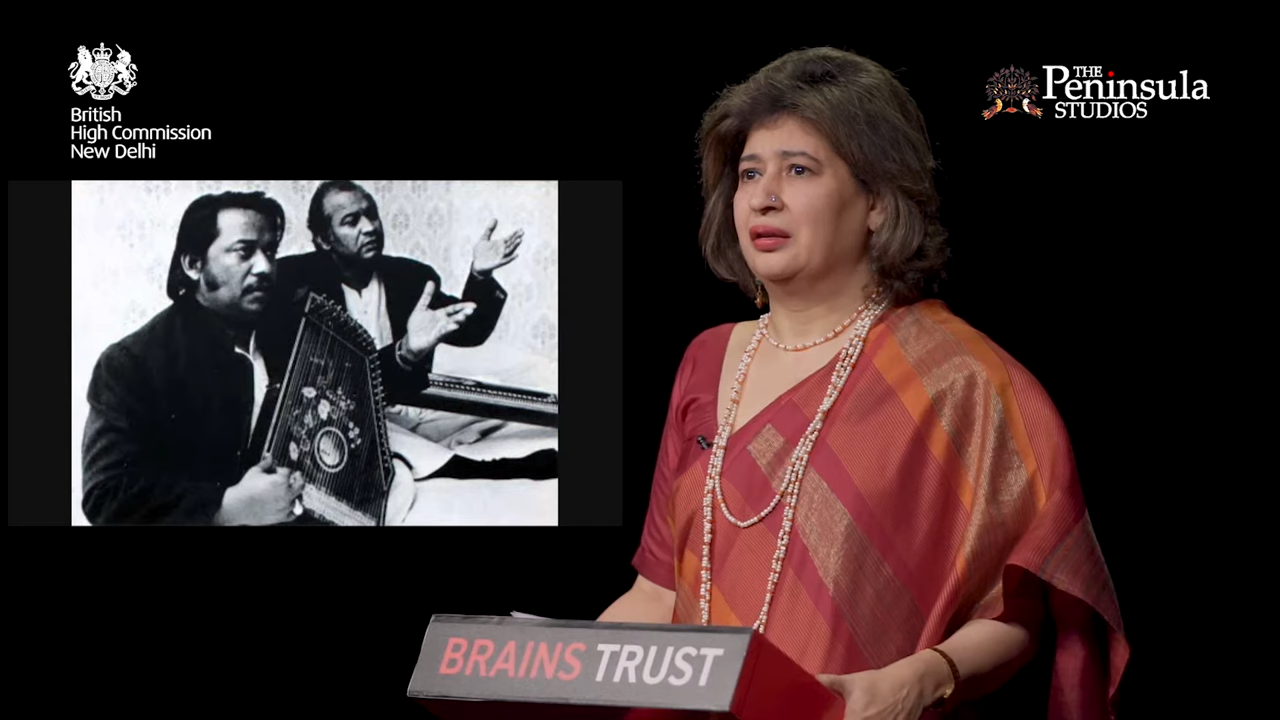 British
High Commission
New Delhi
THE
Peninsula
STUDIOS
BRAINS TRUST